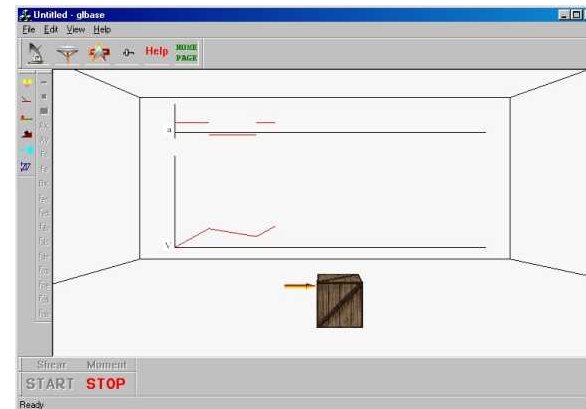 Untitled - glbase
File Edit View Help
Help HOME PAGE
a
V
Shear Moment
START STOP
Ready